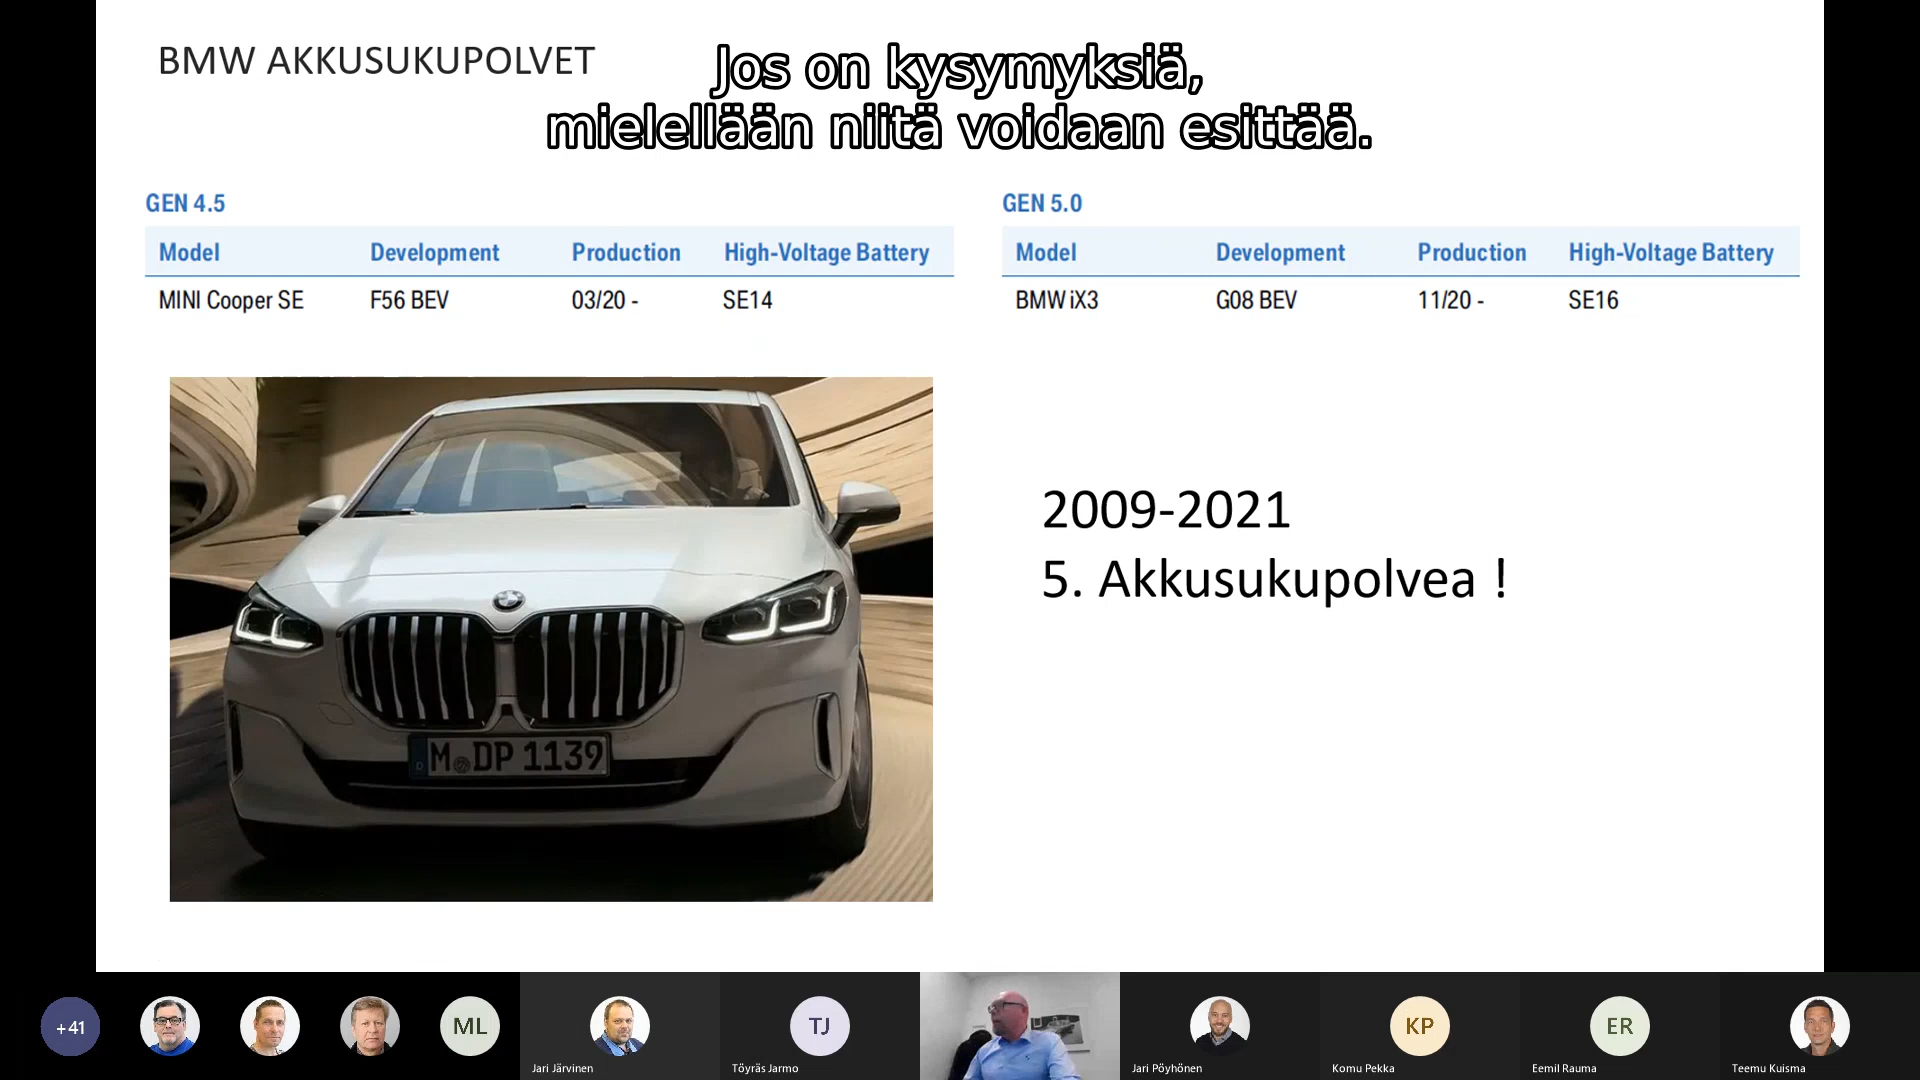 BMW AKKUSUKUPOLVET
Jos on kysymyksiä,
mielellään niitä voidaan esittää.
GEN 4.5
Model Development Production High-Voltage Battery
MINI Cooper SE F56 BEV 03/20 - SE14
GEN 5.0
Model Development Production High-Voltage Battery
BMW iX3 G08 BEV 11/20 - SE16
2009-2021
5. Akkusukupolvea !
M DP 1139
+41
ML
Jari Järvinen
TJ
Töyräs Jarmo
Jari Pöyhönen
KP
Komu Pekka
ER
Eemil Rauma
Teemu Kuisma